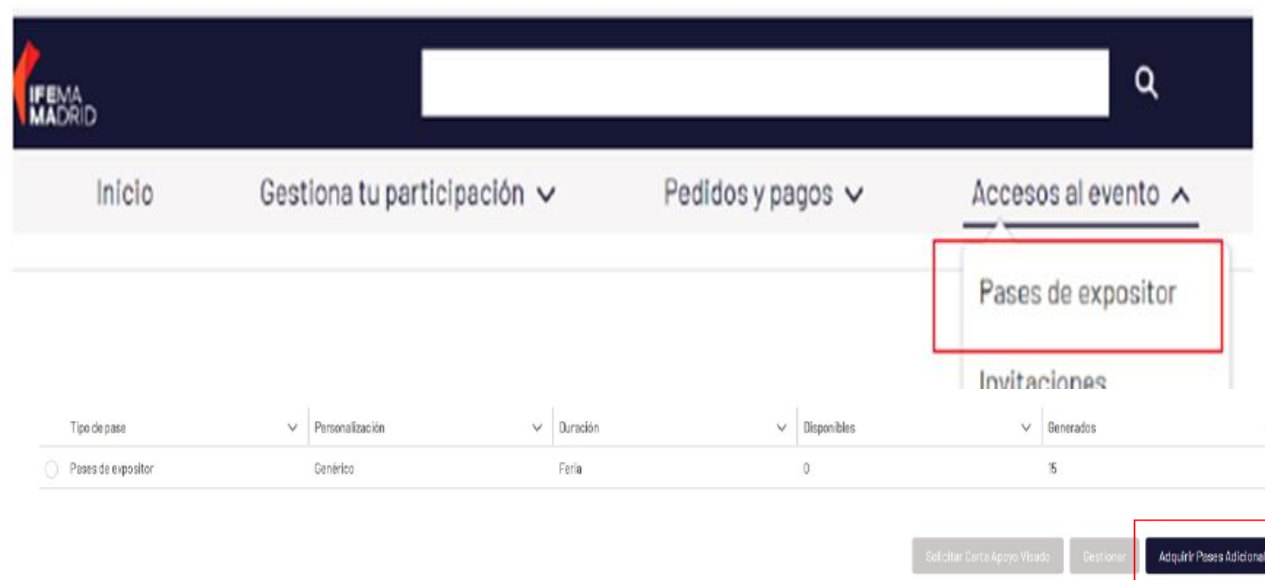 IFEMA
MADRID
Inicio Gestiona tu participación Pedidos y pagos Accesos al evento
Pases de expositor
Invitaciones
Tipo de pase Personalización Duración Disponibles Generados
Pases de expositor Genérico Feria 0 15
Solicitar Carta Apoyo Visado Gestionar Adquirir Pases Adicional